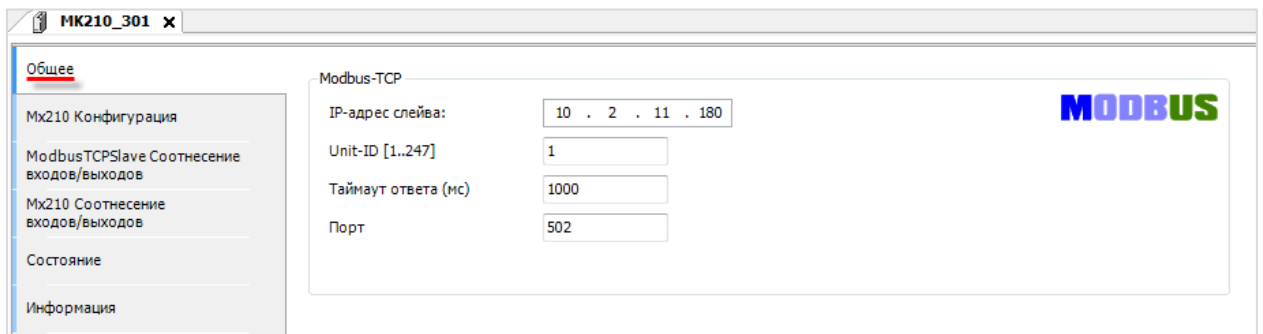 MK210_301 x
Общее
Mx210 Конфигурация
ModbusTCPSlave Соотнесение
входов/выходов
Mx210 Соотнесение
входов/выходов
Состояние
Информация
Modbus-TCP
IP-адрес слейва: 10 . 2 . 11 . 180
Unit-ID [1..247] 1
Таймаут ответа (мс) 1000
Порт 502
MODBUS